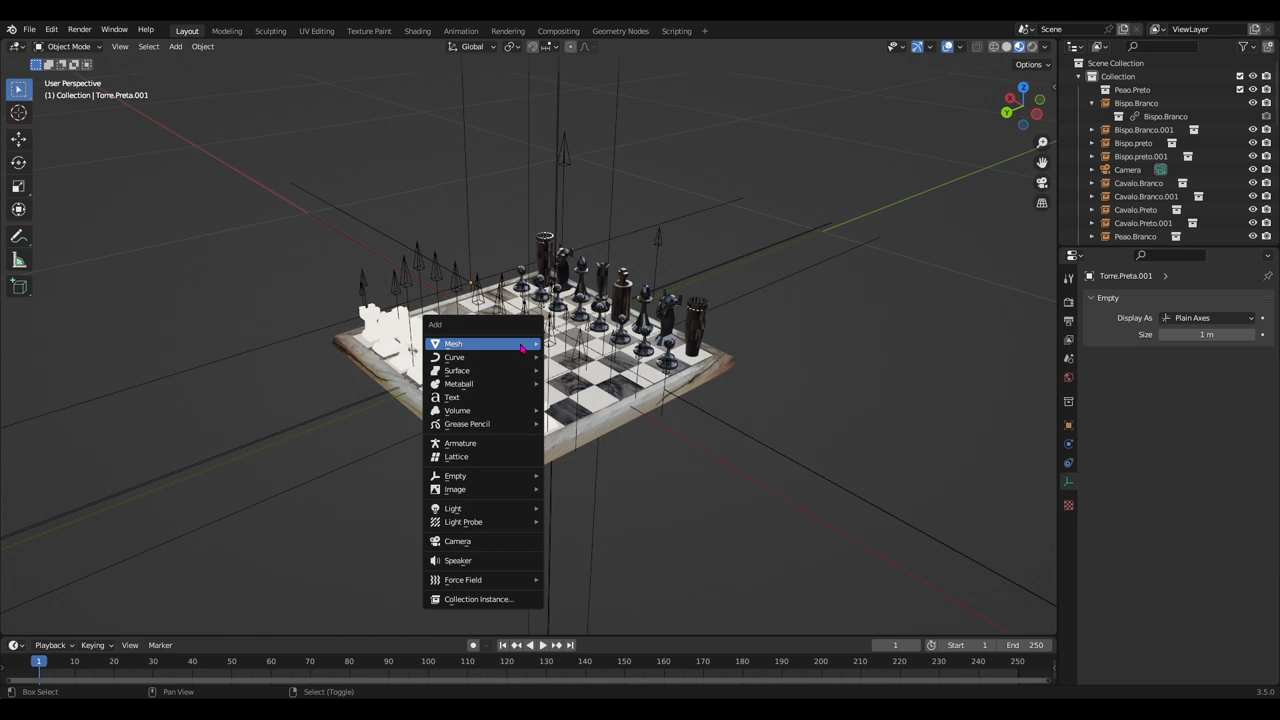 File Edit Render Window Help Layout Modeling Sculpting UV Editing Texture Paint Shading Animation Rendering Compositing Geometry Nodes Scripting + Scene ViewLayer
Object Mode View Select Add Object Global
Options
User Perspective
(1) Collection | Torre.Preta.001
Z
X
Y
Add
Mesh
Curve
Surface
Metaball
Text
Volume
Grease Pencil
Armature
Lattice
Empty
Image
Light
Light Probe
Camera
Speaker
Force Field
Collection Instance...
Scene Collection
Collection
Peao.Preto
Bispo.Branco
Bispo.Branco
Bispo.Branco.001
Bispo.preto
Bispo.preto.001
Camera
Cavalo.Branco
Cavalo.Branco.001
Cavalo.Preto
Cavalo.Preto.001
Peao.Branco
Torre.Preta.001
Empty
Display As Plain Axes
Size 1 m
Playback Keying View Marker 1 Start 1 End 250
1 10 20 30 40 50 60 70 80 90 100 110 120 130 140 150 160 170 180 190 200 210 220 230 240 250
Box Select Pan View Select (Toggle) 3.5.0